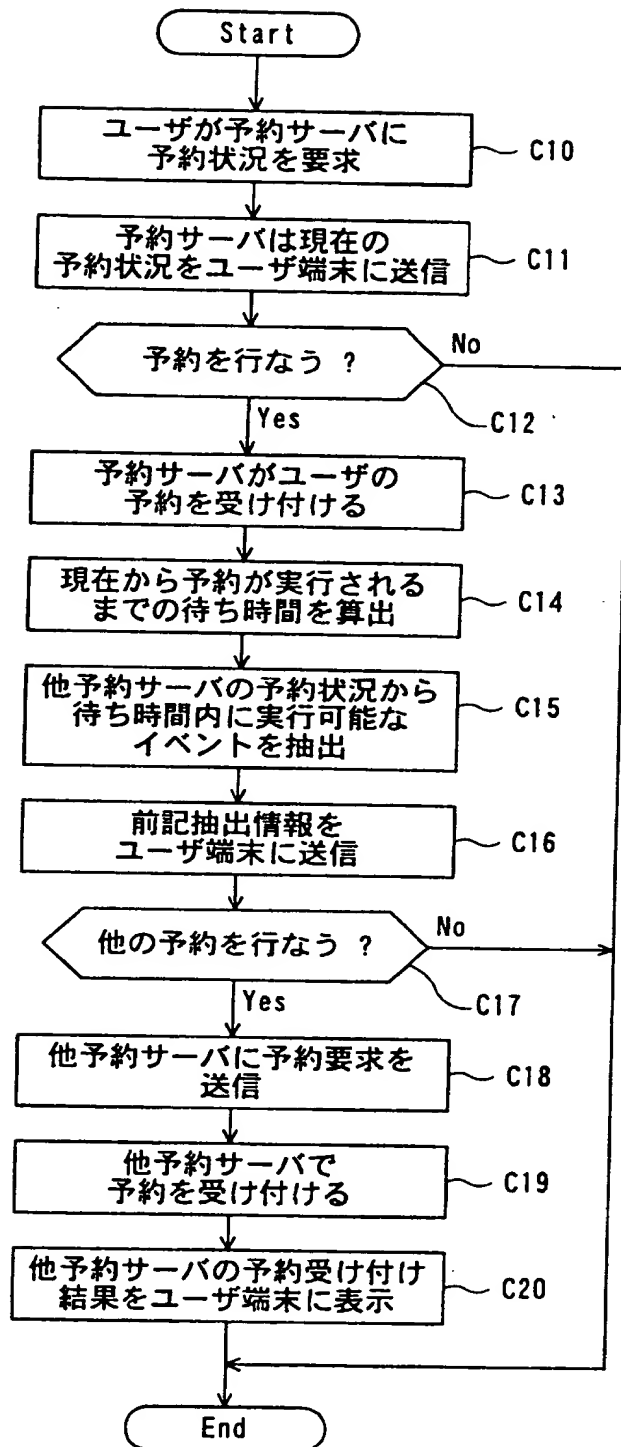 Start
ユーザが予約サーバに
予約状況を要求
C10
予約サーバは現在の
予約状況をユーザ端末に送信
C11
予約を行なう ?
No
C12
Yes
予約サーバがユーザの
予約を受け付ける
C13
現在から予約が実行される
までの待ち時間を算出
C14
他予約サーバの予約状況から
待ち時間内に実行可能な
イベントを抽出
C15
前記抽出情報を
ユーザ端末に送信
C16
他の予約を行なう ?
No
C17
Yes
他予約サーバに予約要求を
送信
C18
他予約サーバで
予約を受け付ける
C19
他予約サーバの予約受け付け
結果をユーザ端末に表示
C20
End